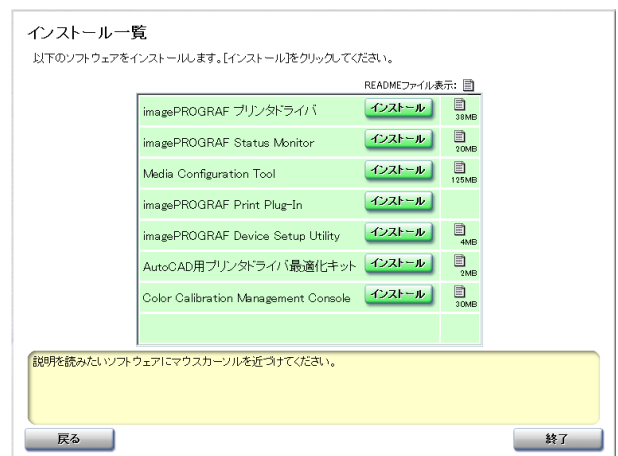 インストール一覧
以下のソフトウェアをインストールします。[インストール]をクリックしてください。
READMEファイル表示:
imagePROGRAF プリンタドライバ インストール 38MB
imagePROGRAF Status Monitor インストール 20MB
Media Configuration Tool インストール 125MB
imagePROGRAF Print Plug-In インストール
imagePROGRAF Device Setup Utility インストール 4MB
AutoCAD用プリンタドライバ最適化キット インストール 2MB
Color Calibration Management Console インストール 30MB
説明を読みたいソフトウェアにマウスカーソルを近づけてください。
戻る 終了